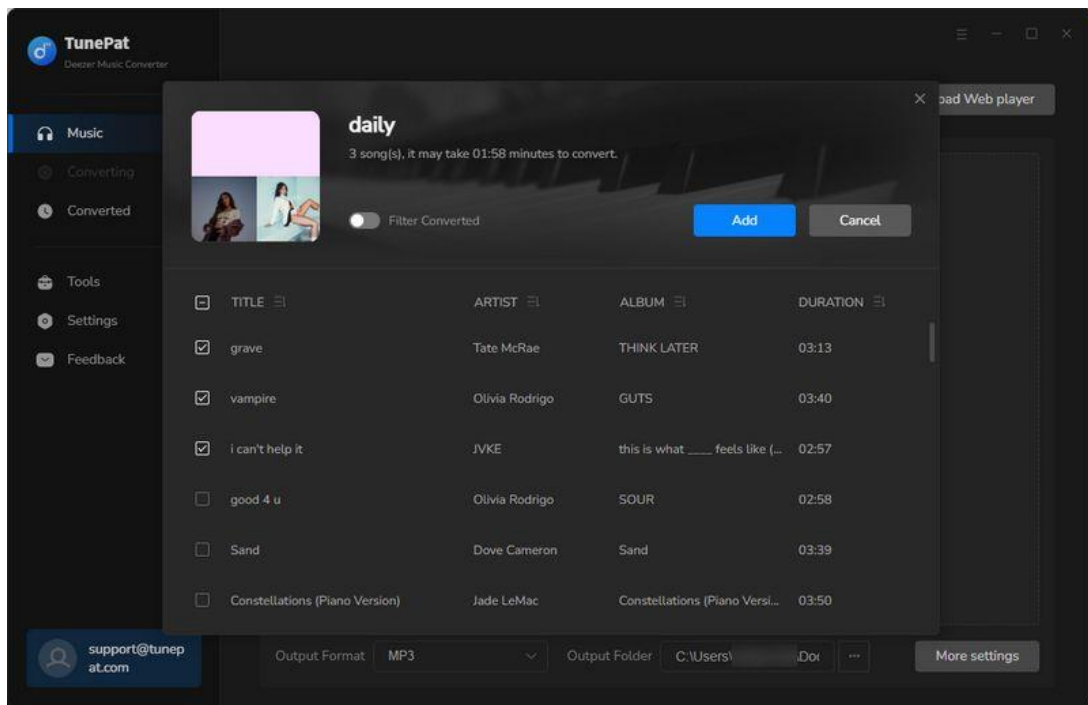 TunePat
Deezer Music Converter
oad Web player
Music
Converting
Converted
Tools
Settings
Feedback
daily
3 song(s), it may take 01:58 minutes to convert.
Filter Converted
Add
Cancel
TITLE ARTIST ALBUM DURATION
grave Tate McRae THINK LATER 03:13
vampire Olivia Rodrigo GUTS 03:40
i can't help it JVKE this is what ____ feels like (... 02:57
good 4 u Olivia Rodrigo SOUR 02:58
Sand Dove Cameron Sand 03:39
Constellations (Piano Version) Jade LeMac Constellations (Piano Versi... 03:50
support@tunep
at.com
Output Format MP3 Output Folder C:\Users\ \Do ... More settings